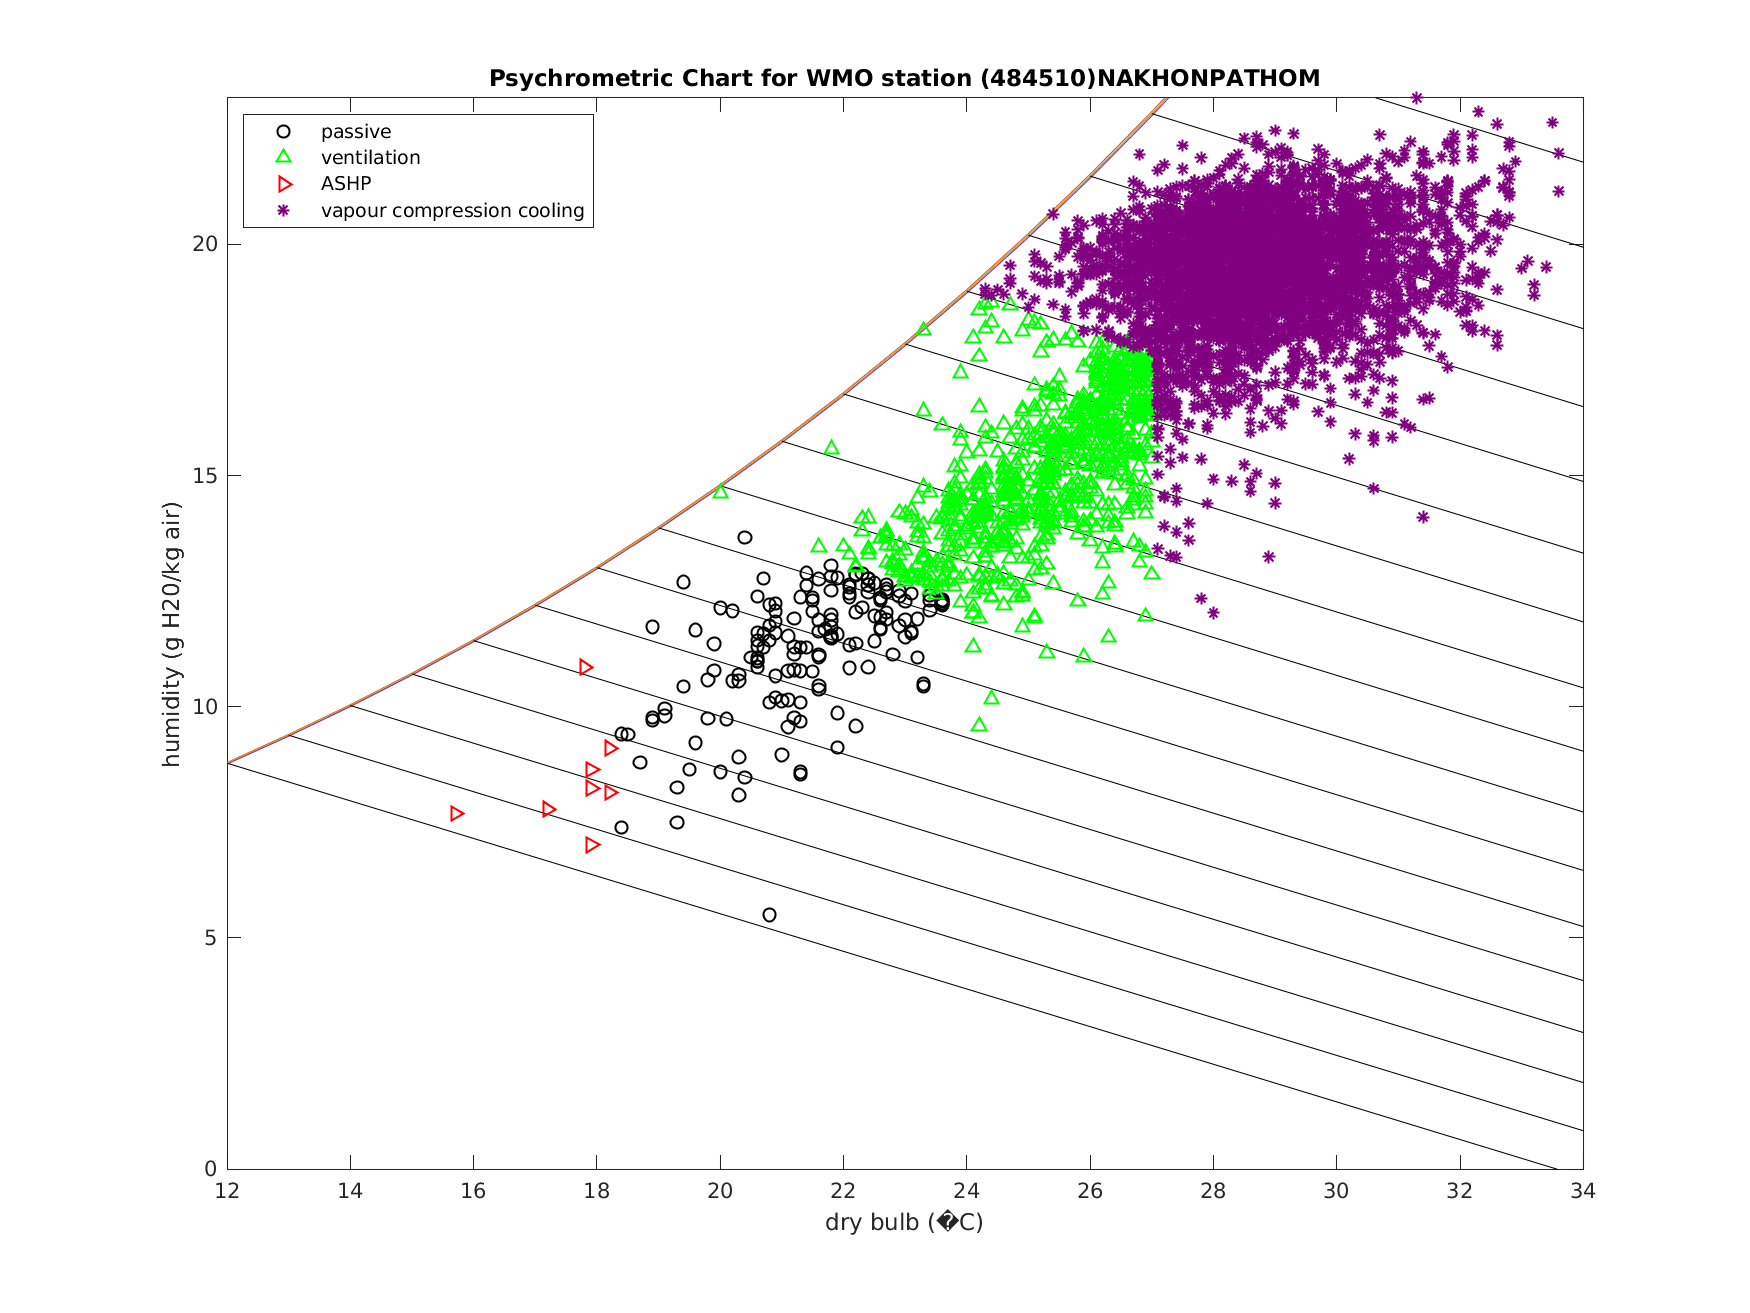 Psychrometric Chart for WMO station (484510)NAKHONPATHOM
passive
ventilation
ASHP
vapour compression cooling
20
15
10
5
0
humidity (g H20/kg air)
12 14 16 18 20 22 24 26 28 30 32 34
dry bulb (�C)